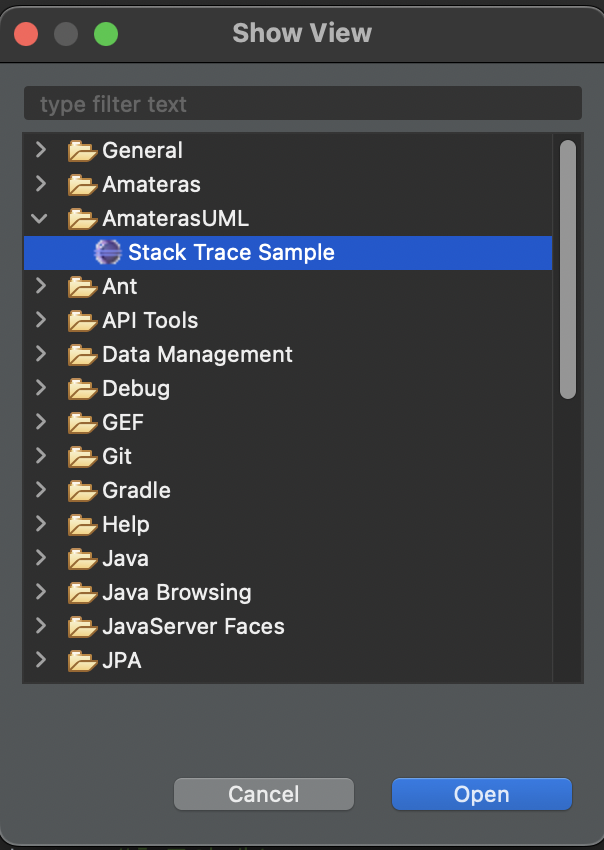 Show View
type filter text
General
Amateras
AmaterasUML
Stack Trace Sample
Ant
API Tools
Data Management
Debug
GEF
Git
Gradle
Help
Java
Java Browsing
JavaServer Faces
JPA
Cancel
Open